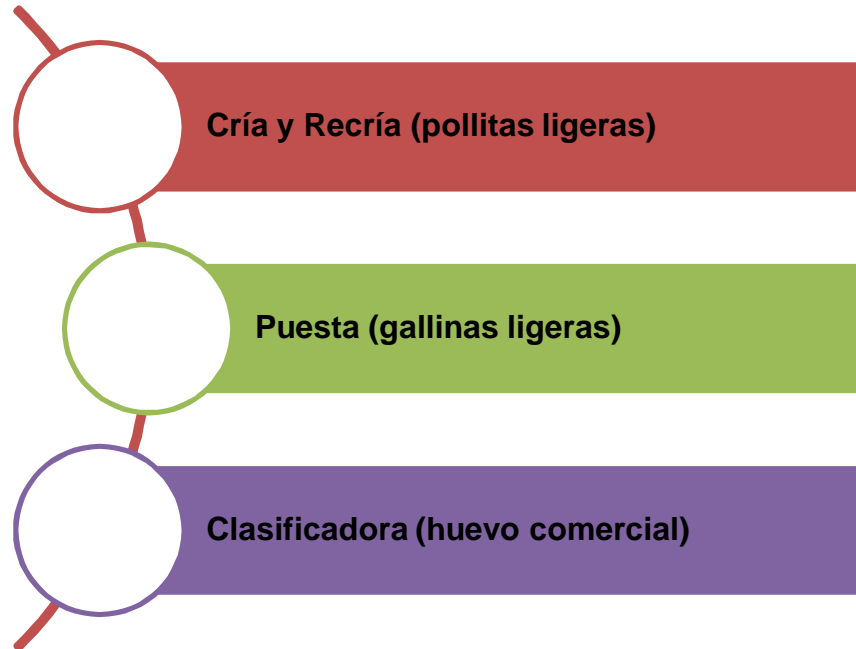 Cría y Recría (pollitas ligeras)
Puesta (gallinas ligeras)
Clasificadora (huevo comercial)